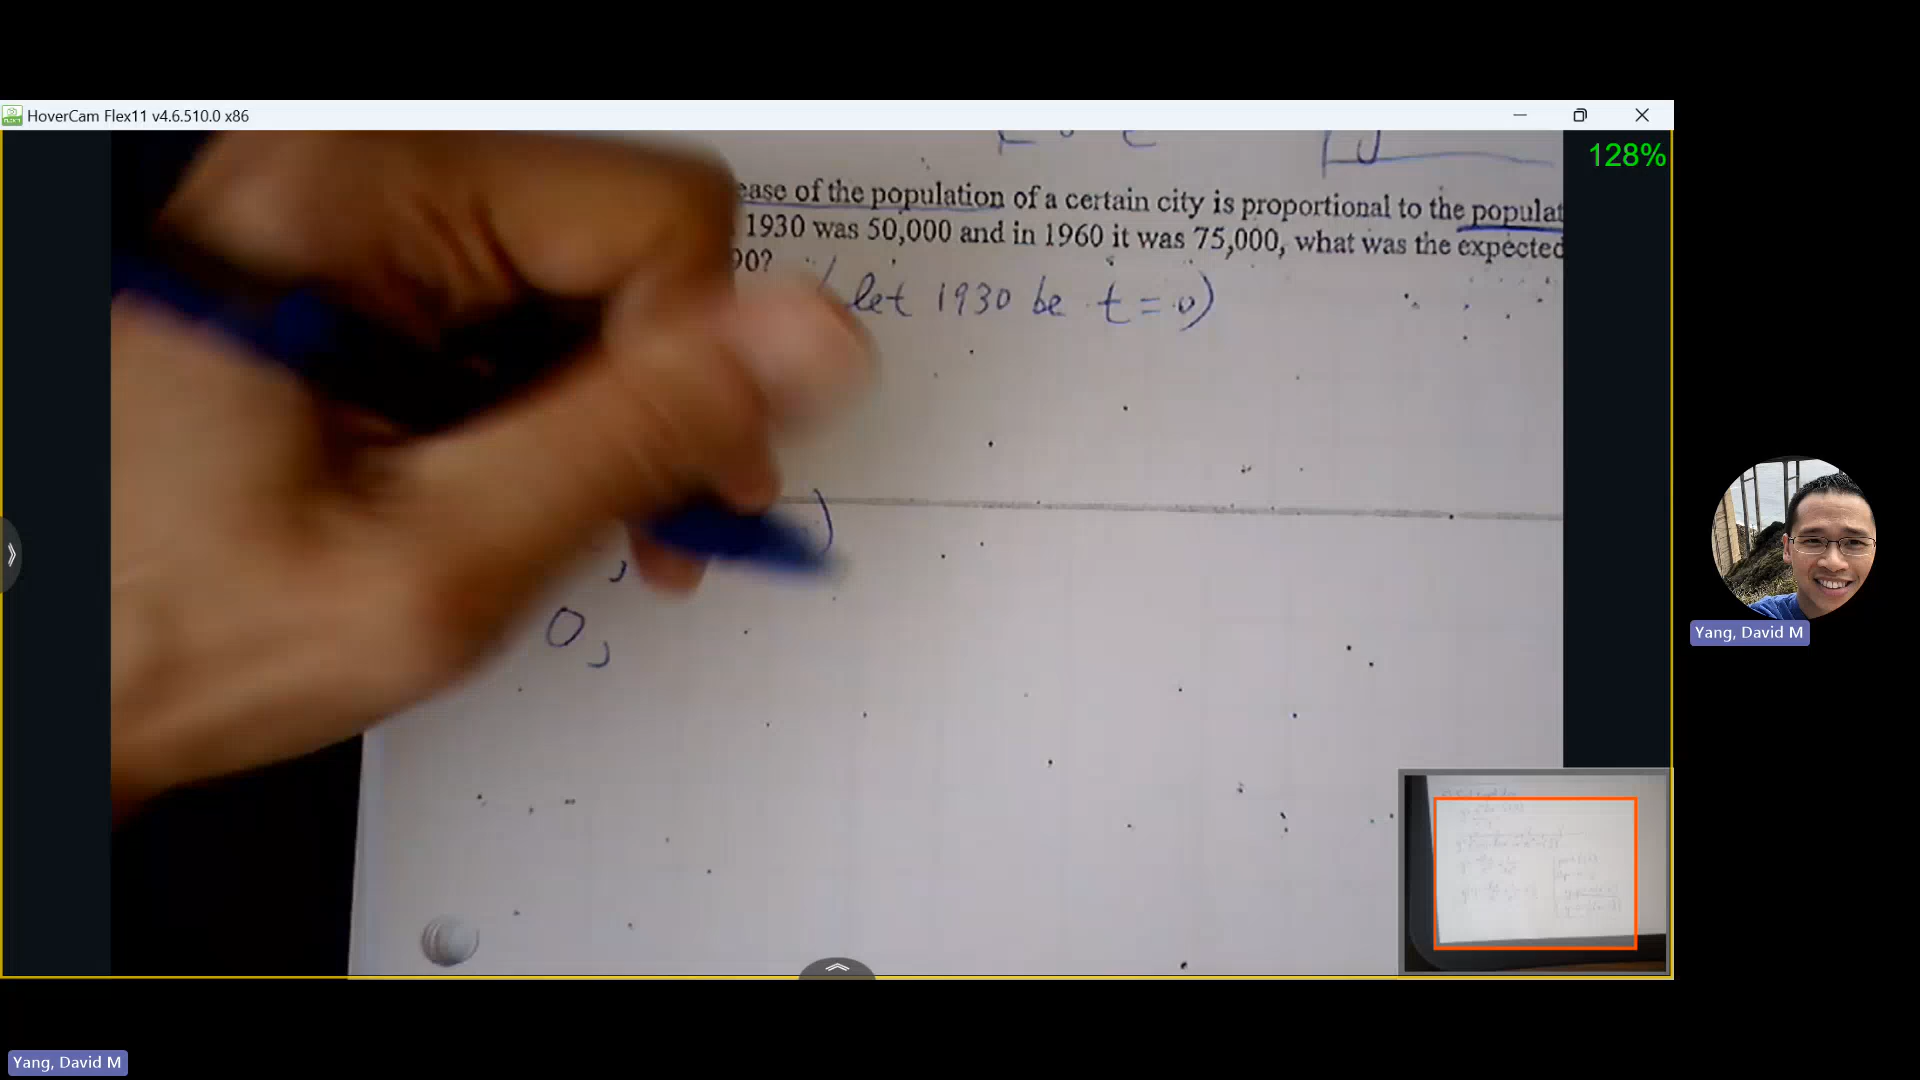 HoverCam Flex11 v4.6.510.0 x86
128%
ease of the population of a certain city is proportional to the populat
1930 was 50,000 and in 1960 it was 75,000, what was the expected
90?
(let 1930 be t = 0)
)
,
0,
Yang, David M
Yang, David M